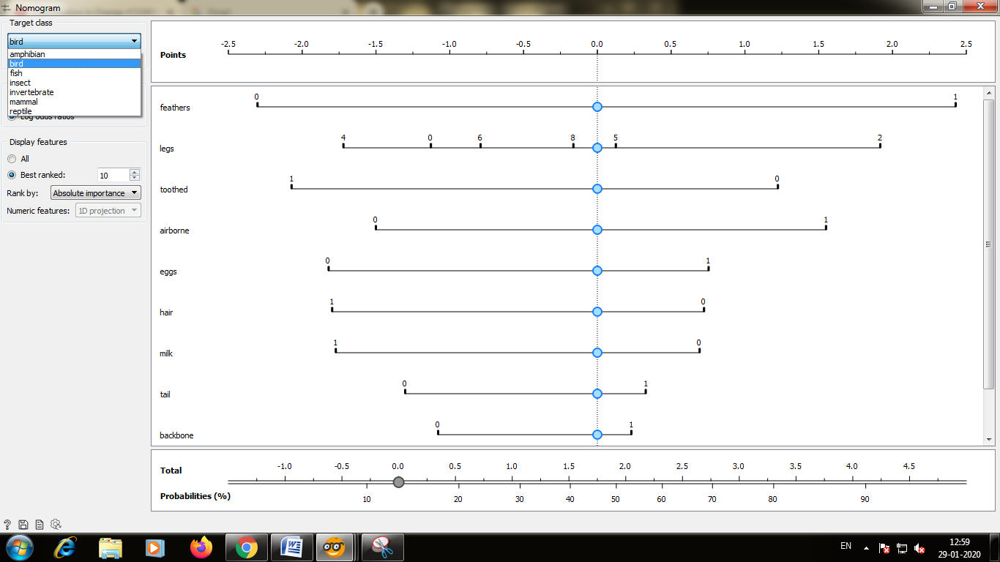 Nomogram
Target class
bird
amphibian
bird
fish
insect
invertebrate
mammal
reptile
Log odds ratios
Display features
All
Best ranked: 10
Rank by: Absolute importance
Numeric features: 1D projection
Points
-2.5 -2.0 -1.5 -1.0 -0.5 0.0 0.5 1.0 1.5 2.0 2.5
feathers 0 1
legs 4 0 6 8 5 2
toothed 1 0
airborne 0 1
eggs 0 1
hair 1 0
milk 1 0
tail 0 1
backbone 0 1
Total -1.0 -0.5 0.0 0.5 1.0 1.5 2.0 2.5 3.0 3.5 4.0 4.5
Probabilities (%) 10 20 30 40 50 60 70 80 90
?
EN
12:59
29-01-2020